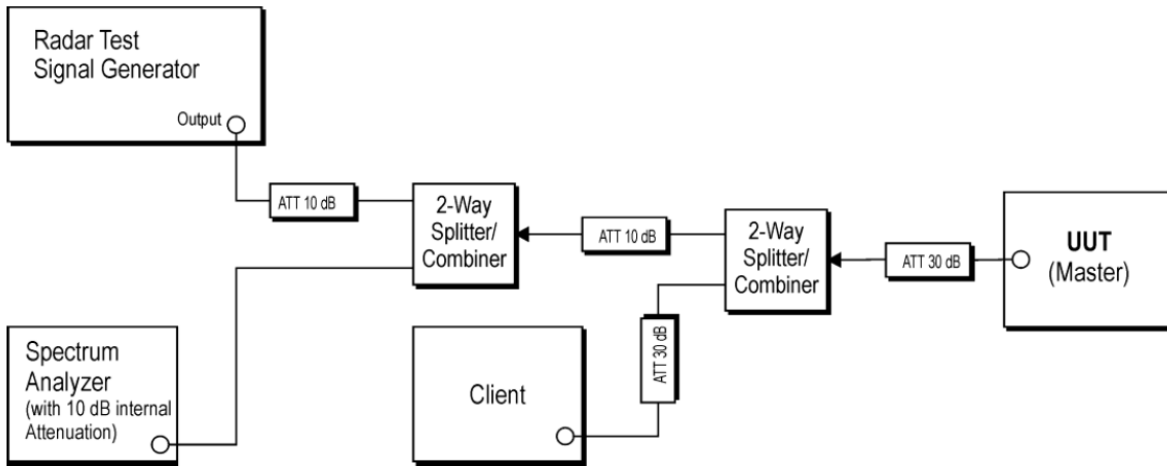 Radar Test
Signal Generator
Output
ATT 10 dB
2-Way
Splitter/
Combiner
ATT 10 dB
2-Way
Splitter/
Combiner
ATT 30 dB
UUT
(Master)
Spectrum
Analyzer
(with 10 dB internal
Attenuation)
Client
ATT 30 dB